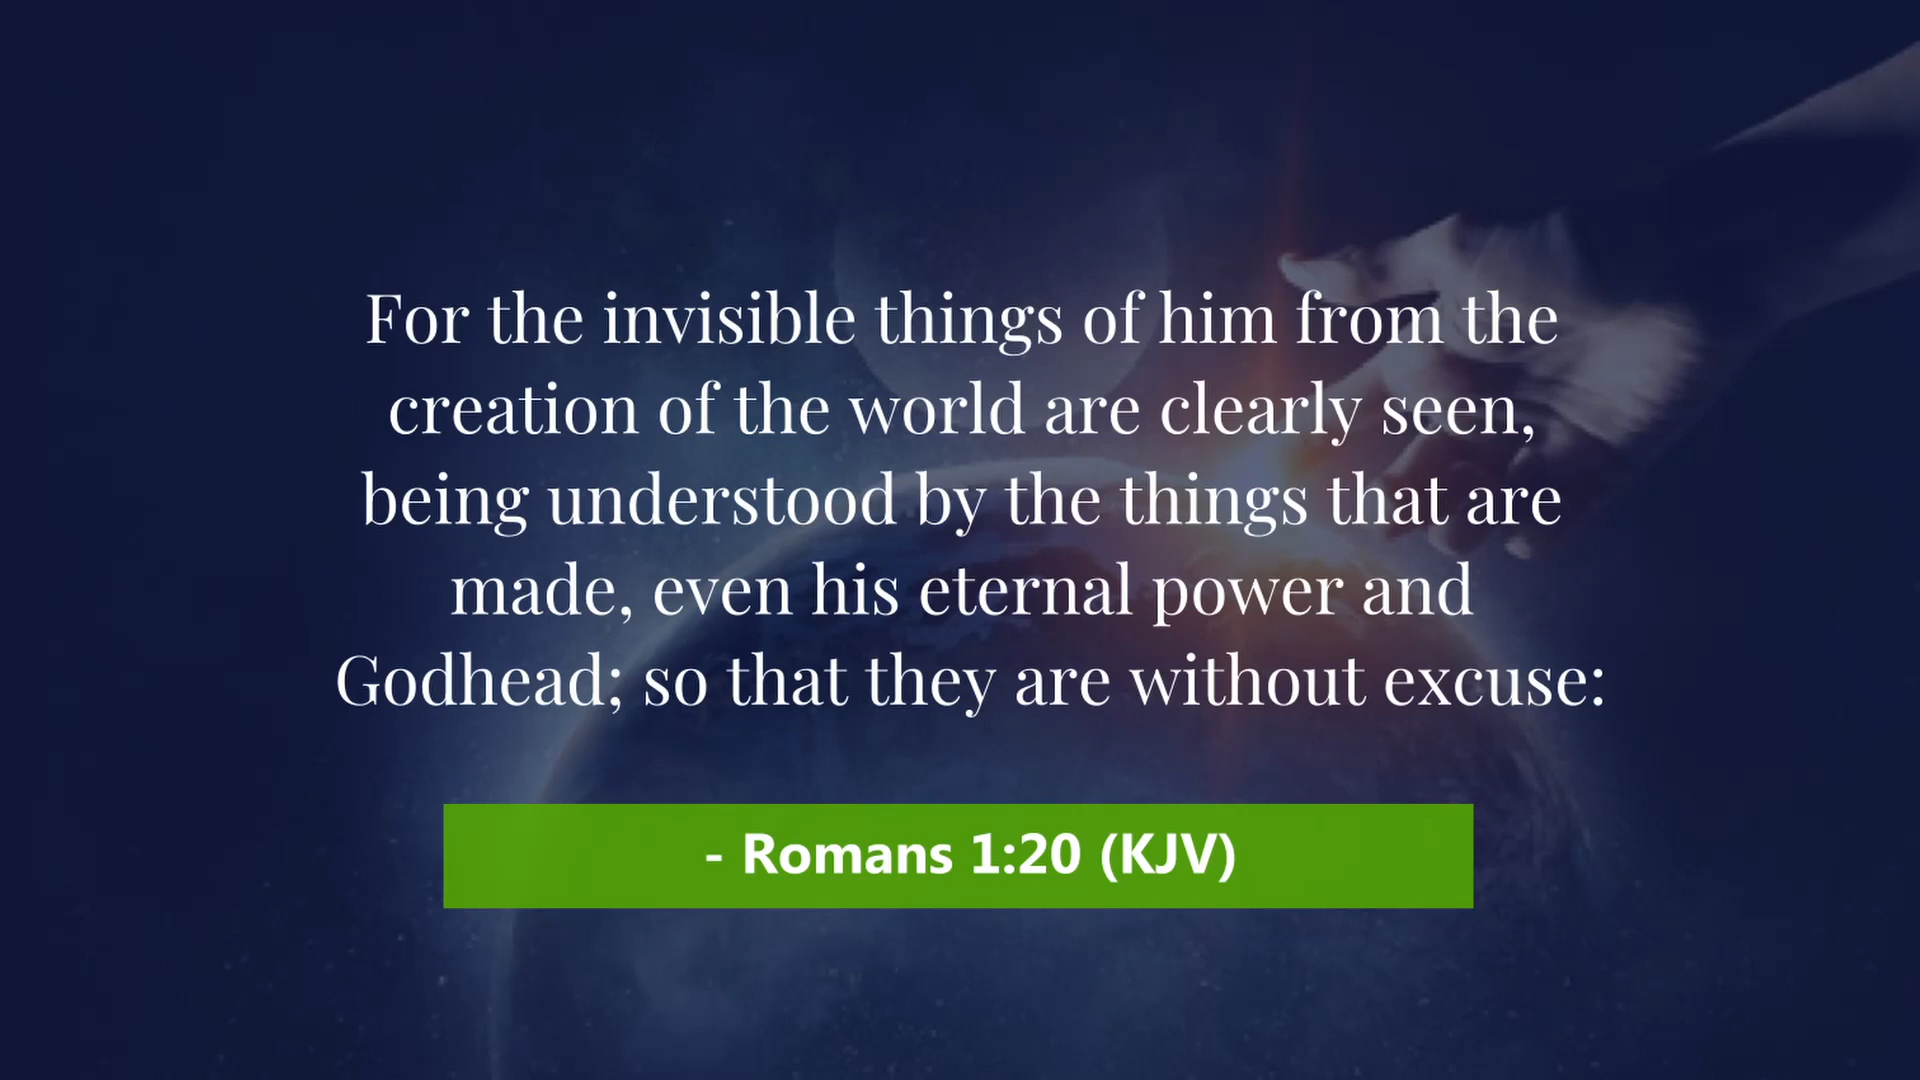 For the invisible things of him from the
creation of the world are clearly seen,
being understood by the things that are
made, even his eternal power and
Godhead; so that they are without excuse:
- Romans 1:20 (KJV)